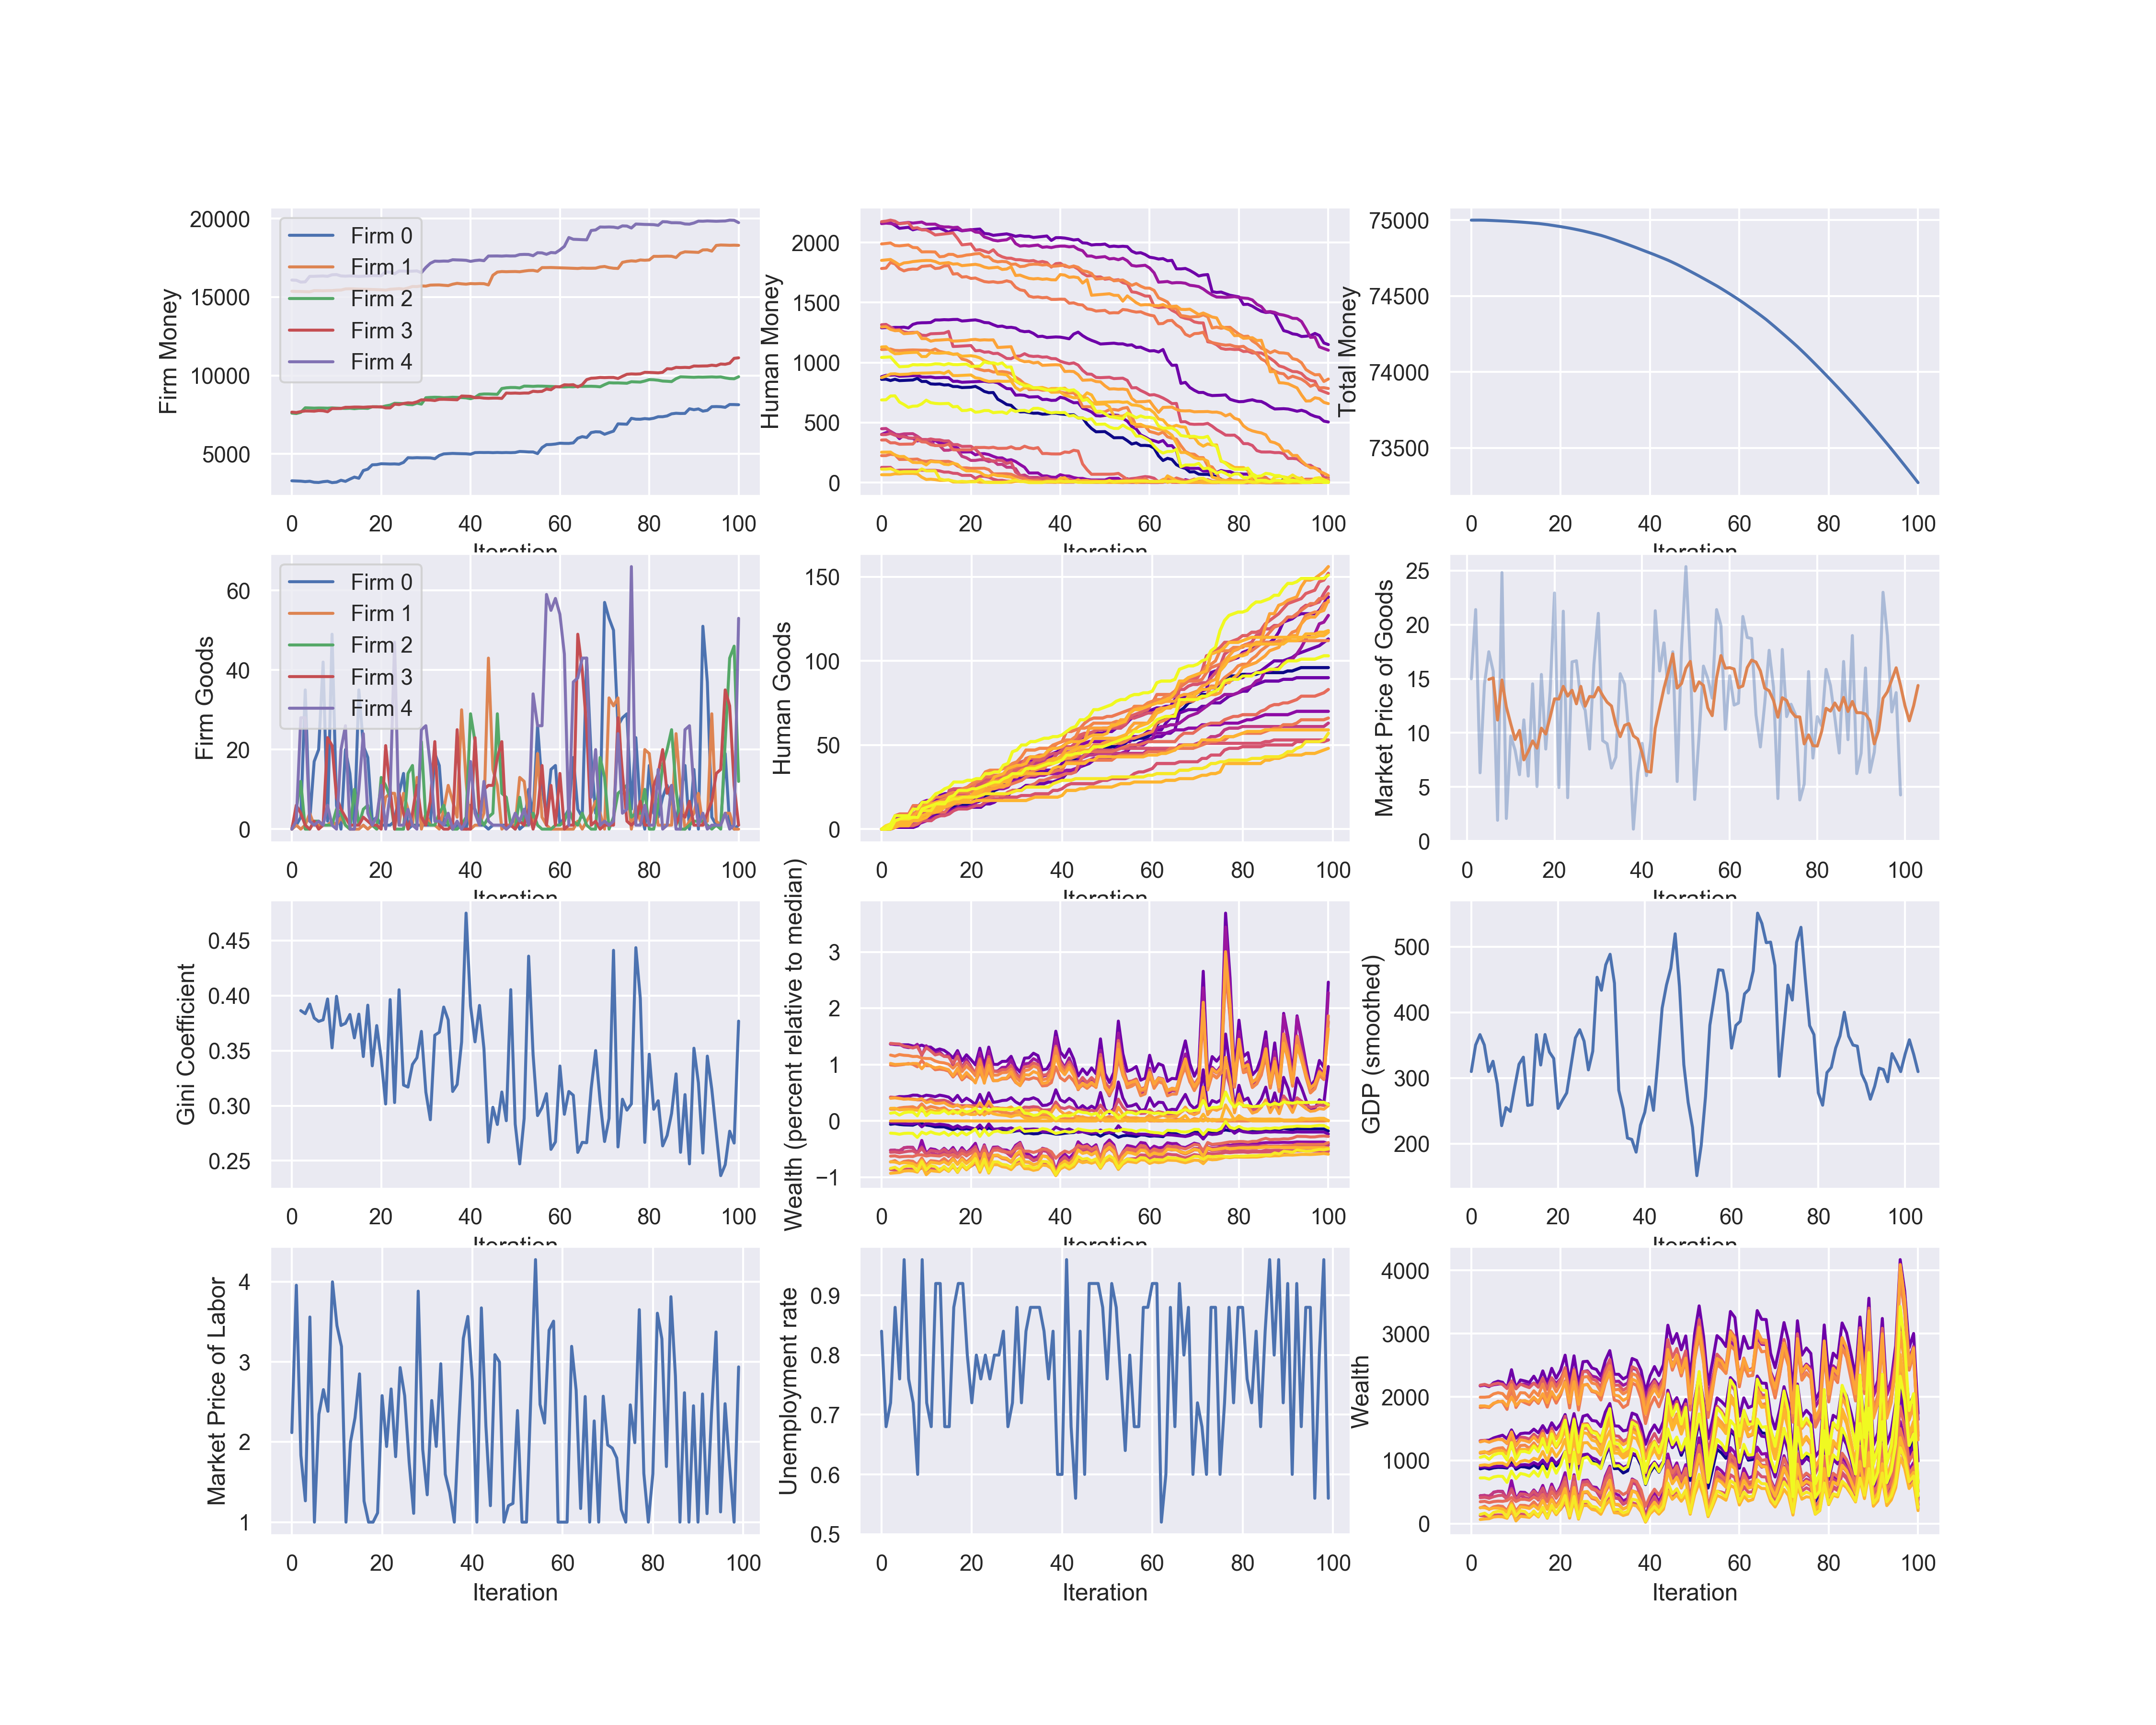 Firm Money
20000
15000
10000
5000
Firm 0
Firm 1
Firm 2
Firm 3
Firm 4
0 20 40 60 80 100
Iteration
Human Money
2000
1500
1000
500
0
0 20 40 60 80 100
Iteration
Total Money
75000
74500
74000
73500
0 20 40 60 80 100
Iteration
Firm Goods
60
40
20
0
Firm 0
Firm 1
Firm 2
Firm 3
Firm 4
0 20 40 60 80 100
Iteration
Human Goods
150
100
50
0
0 20 40 60 80 100
Iteration
Market Price of Goods
25
20
15
10
5
0
0 20 40 60 80 100
Iteration
Gini Coefficient
0.45
0.40
0.35
0.30
0.25
0 20 40 60 80 100
Iteration
Wealth (percent relative to median)
3
2
1
0
−1
0 20 40 60 80 100
Iteration
GDP (smoothed)
500
400
300
200
0 20 40 60 80 100
Iteration
Market Price of Labor
4
3
2
1
0 20 40 60 80 100
Iteration
Unemployment rate
0.9
0.8
0.7
0.6
0.5
0 20 40 60 80 100
Iteration
Wealth
4000
3000
2000
1000
0
0 20 40 60 80 100
Iteration